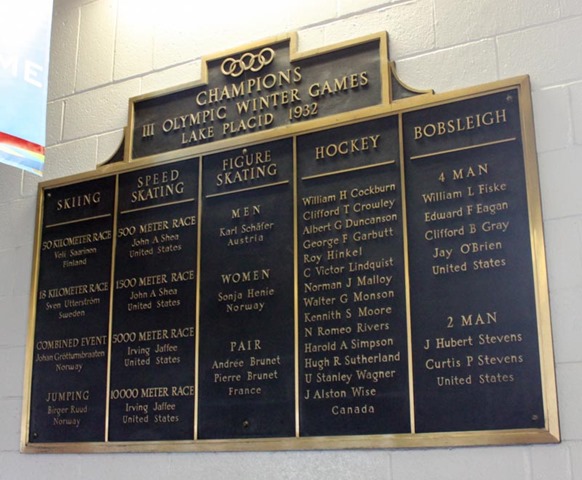 CHAMPIONS
III OLYMPIC WINTER GAMES
LAKE PLACID 1932
SKIING
50 KILOMETER RACE
Veli Saarinen
Finland
18 KILOMETER RACE
Sven Utterström
Sweden
COMBINED EVENT
Johan Gröttumbraaten
Norway
JUMPING
Birger Ruud
Norway
SPEED
SKATING
500 METER RACE
John A Shea
United States
1500 METER RACE
John A Shea
United States
5000 METER RACE
Irving Jaffee
United States
10000 METER RACE
Irving Jaffee
United States
FIGURE
SKATING
MEN
Karl Schäfer
Austria
WOMEN
Sonja Henie
Norway
PAIR
Andrée Brunet
Pierre Brunet
France
HOCKEY
William H Cockburn
Clifford T Crowley
Albert G Duncanson
George F Garbutt
Roy Hinkel
C Victor Lindquist
Norman J Malloy
Walter G Monson
Kenneth S Moore
N Romeo Rivers
Harold A Simpson
Hugh R Sutherland
U Stanley Wagner
J Alston Wise
Canada
BOBSLEIGH
4 MAN
William L Fiske
Edward F Eagan
Clifford B Gray
Jay O'Brien
United States
2 MAN
J Hubert Stevens
Curtis P Stevens
United States